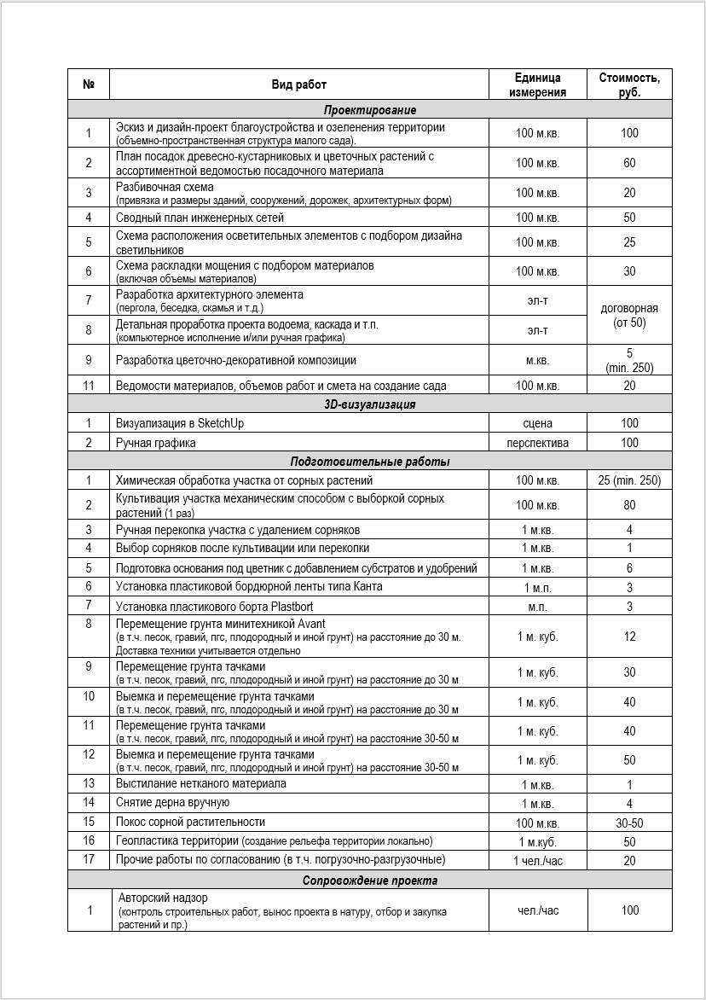 № Вид работ Единица измерения Стоимость, руб.
Проектирование
1 Эскиз и дизайн-проект благоустройства и озеленения территории 100 м.кв. 100
(объемно-пространственная структура малого сада).
2 План посадок древесно-кустарниковых и цветочных растений с 100 м.кв. 60
ассортиментной ведомостью посадочного материала
3 Разбивочная схема 100 м.кв. 20
(привязка и размеры зданий, сооружений, дорожек, архитектурных форм)
4 Сводный план инженерных сетей 100 м.кв. 50
5 Схема расположения осветительных элементов с подбором дизайна 100 м.кв. 25
светильников
6 Схема раскладки мощения с подбором материалов 100 м.кв. 30
(включая объемы материалов)
7 Разработка архитектурного элемента эл-т договорная
(пергола, беседка, скамья и т.д.) (от 50)
8 Детальная проработка проекта водоема, каскада и т.п. эл-т
(компьютерное исполнение и/или ручная графика)
9 Разработка цветочно-декоративной композиции м.кв. 5
(min. 250)
11 Ведомости материалов, объемов работ и смета на создание сада 100 м.кв. 20
3D-визуализация
1 Визуализация в SketchUp сцена 100
2 Ручная графика перспектива 100
Подготовительные работы
1 Химическая обработка участка от сорных растений 100 м.кв. 25 (min. 250)
2 Культивация участка механическим способом с выборкой сорных 100 м.кв. 80
растений (1 раз)
3 Ручная перекопка участка с удалением сорняков 1 м.кв. 4
4 Выбор сорняков после культивации или перекопки 1 м.кв. 1
5 Подготовка основания под цветник с добавлением субстратов и удобрений 1 м.кв. 6
6 Установка пластиковой бордюрной ленты типа Канта 1 м.п. 3
7 Установка пластикового борта Plastbort м.п. 3
8 Перемещение грунта минитехникой Avant 1 м. куб. 12
(в т.ч. песок, гравий, пгс, плодородный и иной грунт) на расстояние до 30 м.
Доставка техники учитывается отдельно
9 Перемещение грунта тачками 1 м. куб. 30
(в т.ч. песок, гравий, пгс, плодородный и иной грунт) на расстояние до 30 м
10 Выемка и перемещение грунта тачками 1 м. куб. 40
(в т.ч. песок, гравий, пгс, плодородный и иной грунт) на расстояние до 30 м
11 Перемещение грунта тачками 1 м. куб. 40
(в т.ч. песок, гравий, пгс, плодородный и иной грунт) на расстояние 30-50 м
12 Выемка и перемещение грунта тачками 1 м. куб. 50
(в т.ч. песок, гравий, пгс, плодородный и иной грунт) на расстояние 30-50 м
13 Выстилание нетканого материала 1 м.кв. 1
14 Снятие дерна вручную 1 м.кв. 4
15 Покос сорной растительности 100 м.кв. 30-50
16 Геопластика территории (создание рельефа территории локально) 1 м.куб. 50
17 Прочие работы по согласованию (в т.ч. погрузочно-разгрузочные) 1 чел./час 20
Сопровождение проекта
1 Авторский надзор чел./час 100
(контроль строительных работ, вынос проекта в натуру, отбор и закупка
растений и пр.)